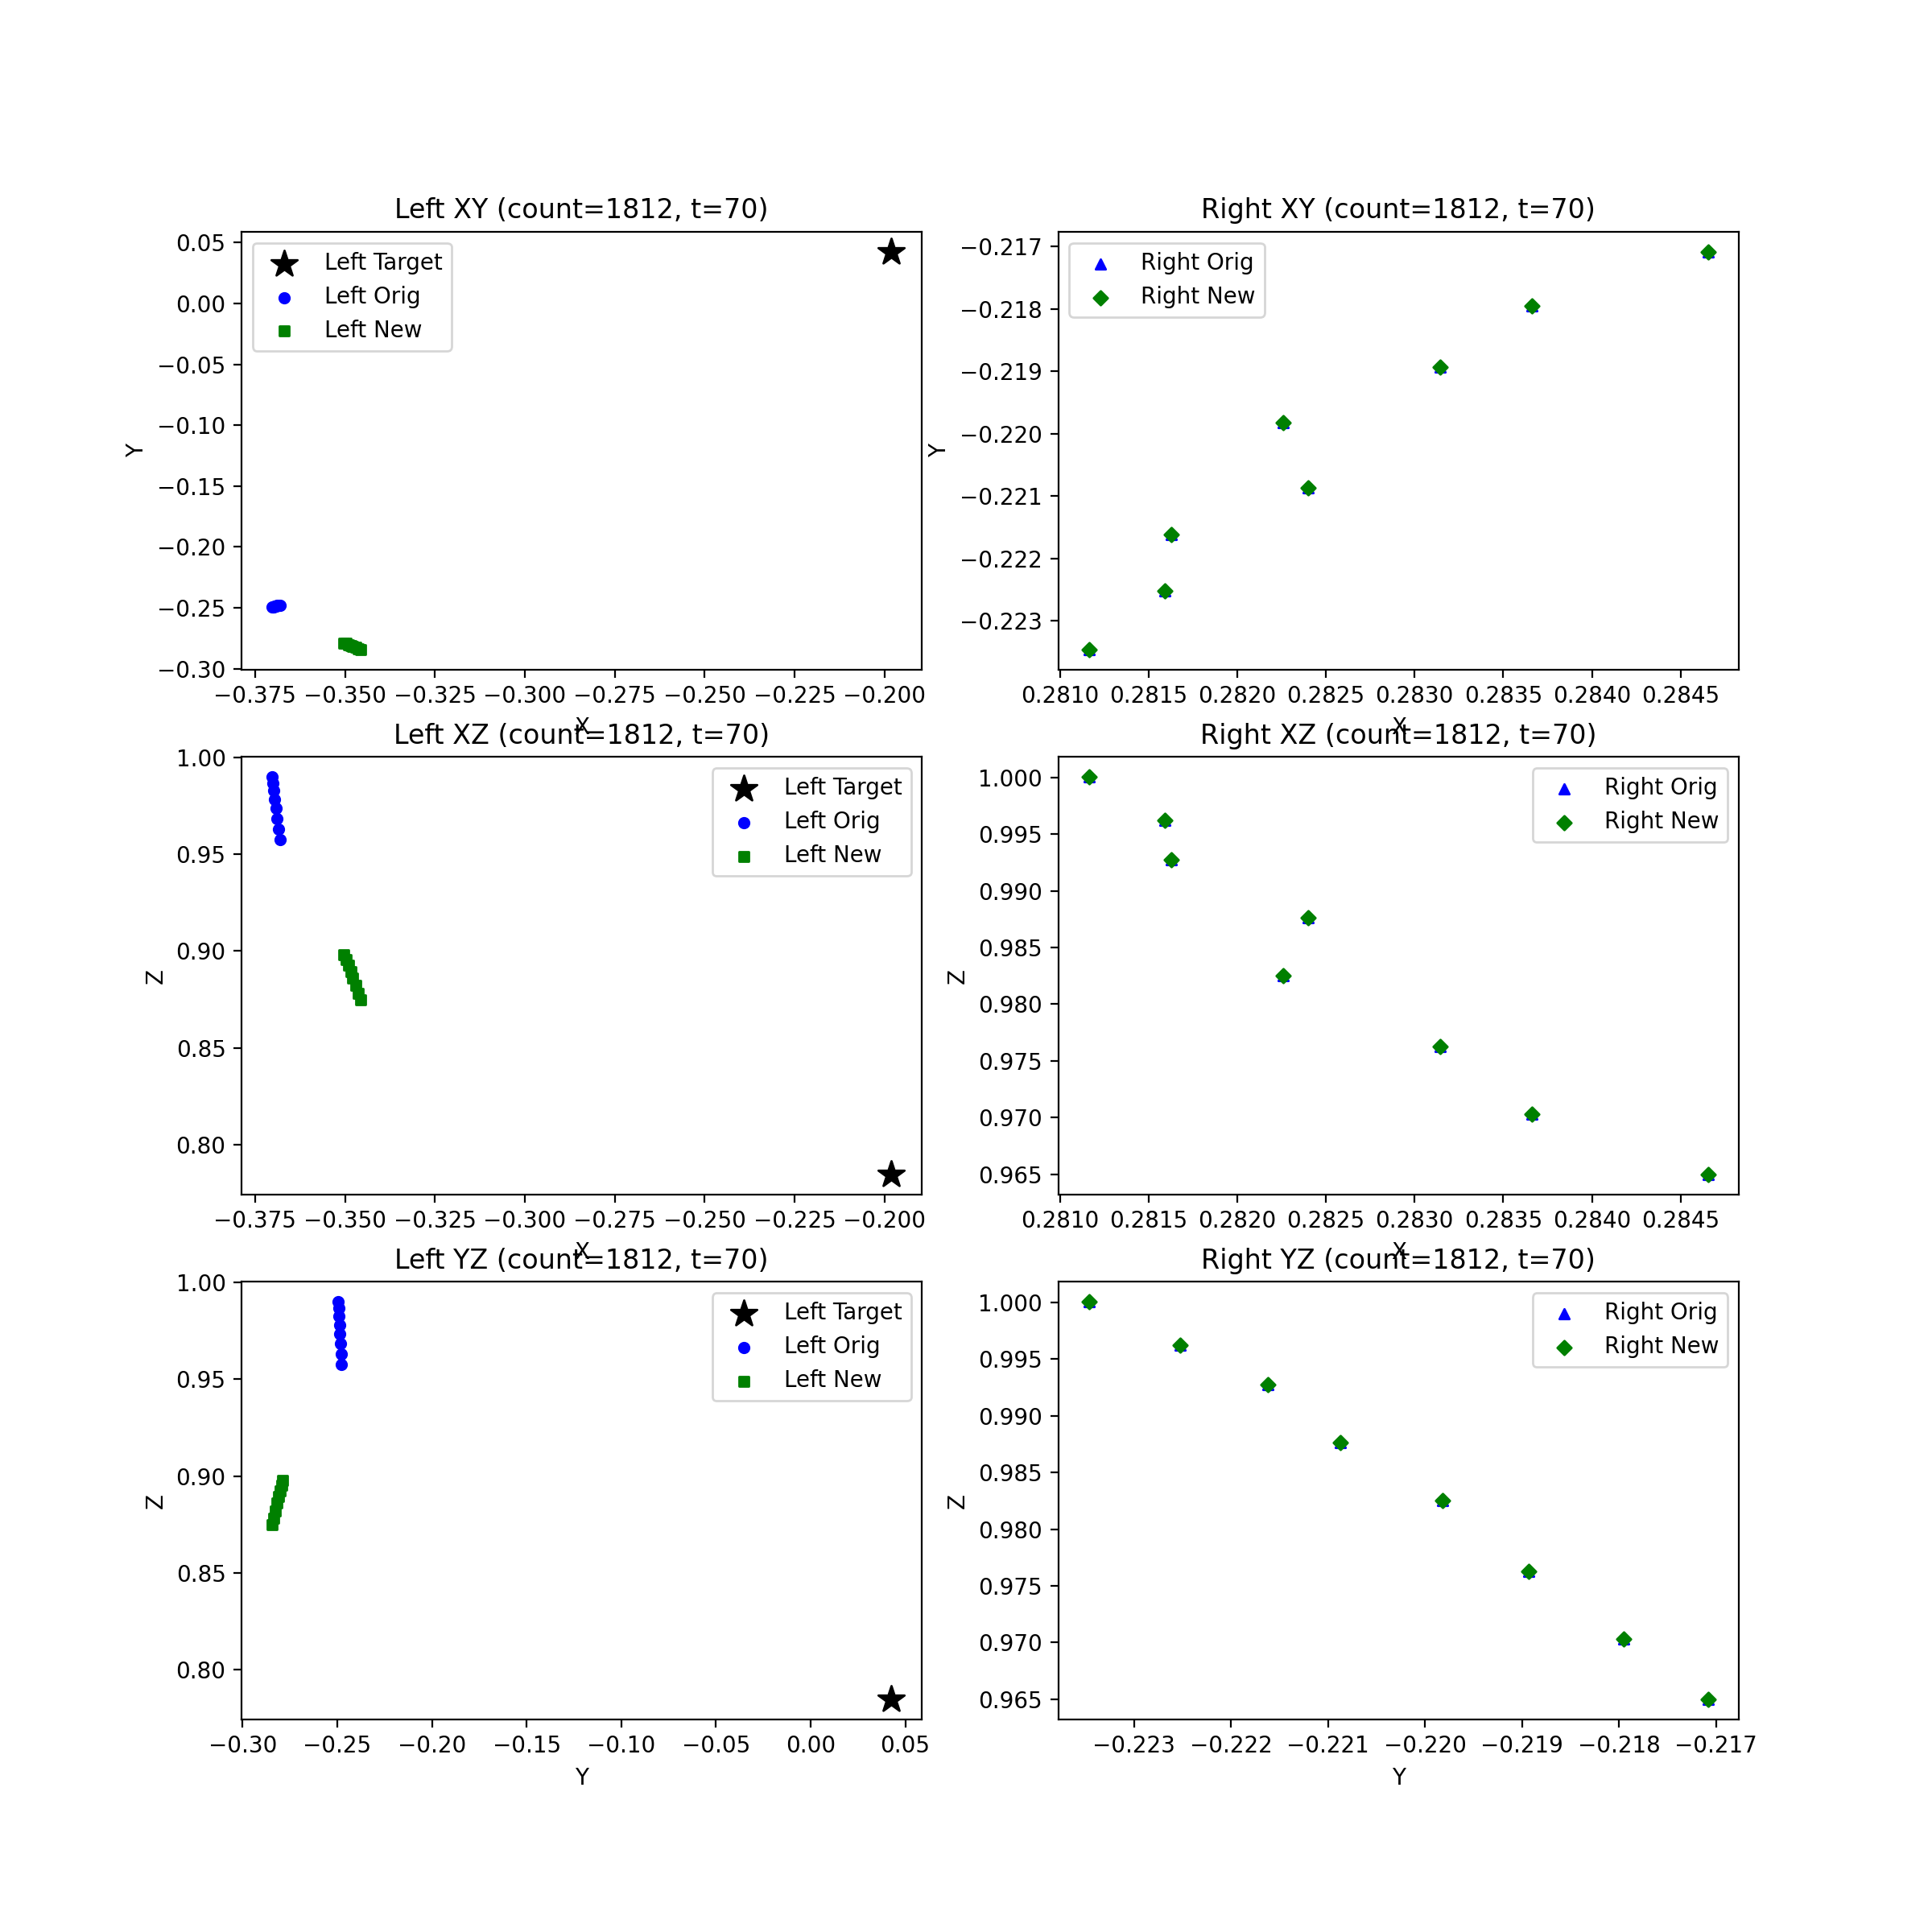 Left XY (count=1812, t=70)
Left Target
Left Orig
Left New
0.05
0.00
−0.05
−0.10
−0.15
−0.20
−0.25
−0.30
Y
−0.375 −0.350 −0.325 −0.300 −0.275 −0.250 −0.225 −0.200
X
Right XY (count=1812, t=70)
Right Orig
Right New
−0.217
−0.218
−0.219
−0.220
−0.221
−0.222
−0.223
Y
0.2810 0.2815 0.2820 0.2825 0.2830 0.2835 0.2840 0.2845
X
Left XZ (count=1812, t=70)
Left Target
Left Orig
Left New
1.00
0.95
0.90
0.85
0.80
Z
−0.375 −0.350 −0.325 −0.300 −0.275 −0.250 −0.225 −0.200
X
Right XZ (count=1812, t=70)
Right Orig
Right New
1.000
0.995
0.990
0.985
0.980
0.975
0.970
0.965
Z
0.2810 0.2815 0.2820 0.2825 0.2830 0.2835 0.2840 0.2845
X
Left YZ (count=1812, t=70)
Left Target
Left Orig
Left New
1.00
0.95
0.90
0.85
0.80
Z
−0.30 −0.25 −0.20 −0.15 −0.10 −0.05 0.00 0.05
Y
Right YZ (count=1812, t=70)
Right Orig
Right New
1.000
0.995
0.990
0.985
0.980
0.975
0.970
0.965
Z
−0.223 −0.222 −0.221 −0.220 −0.219 −0.218 −0.217
Y